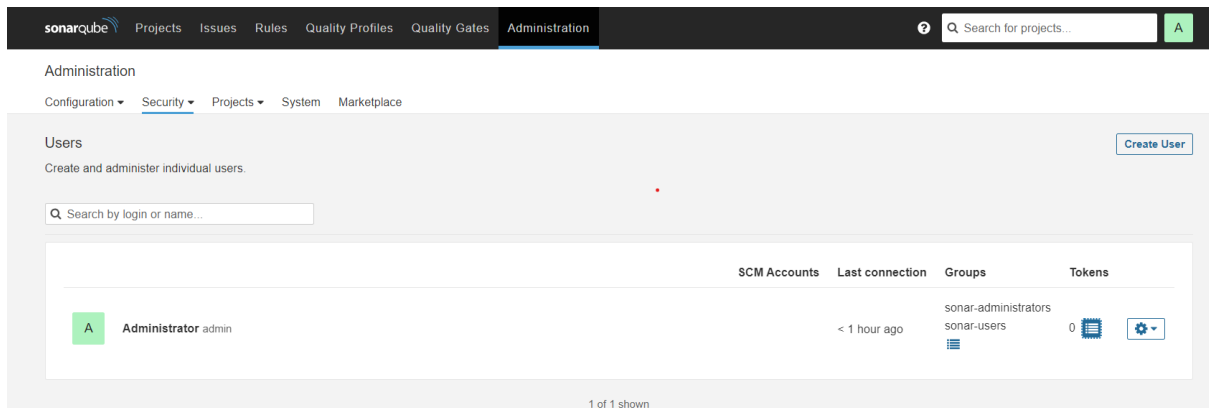 sonarqube Projects Issues Rules Quality Profiles Quality Gates Administration ? Search for projects... A
Administration
Configuration Security Projects System Marketplace
Users
Create User
Create and administer individual users.
Search by login or name...
SCM Accounts Last connection Groups Tokens
A Administrator admin < 1 hour ago sonar-administrators
sonar-users 0
1 of 1 shown